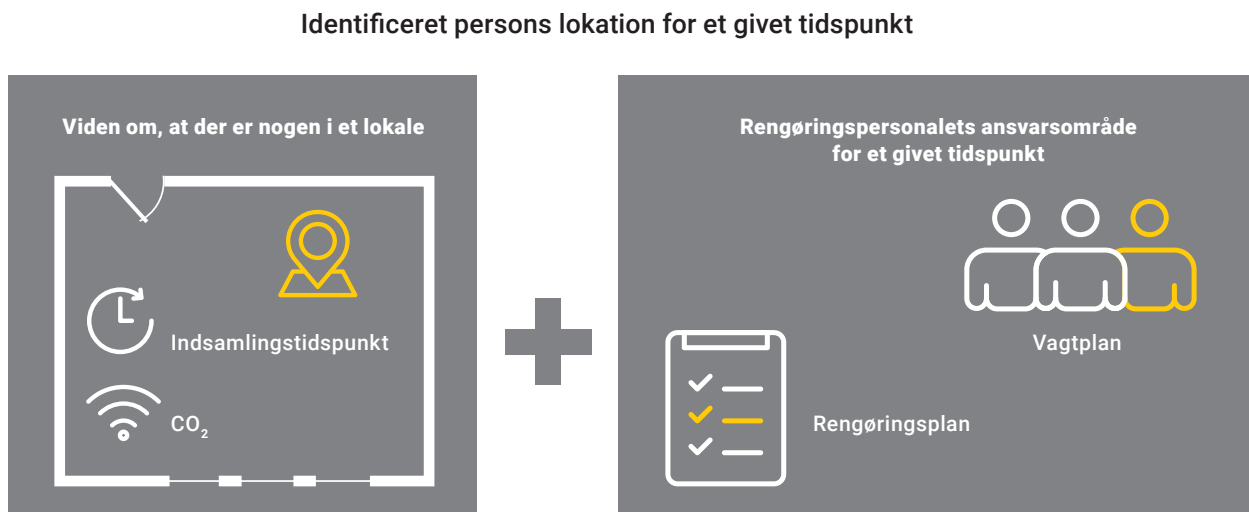 Identificeret persons lokation for et givet tidspunkt
Viden om, at der er nogen i et lokale
Indsamlingstidspunkt
CO₂
Rengøringspersonalets ansvarsområde
for et givet tidspunkt
Vagtplan
Rengøringsplan